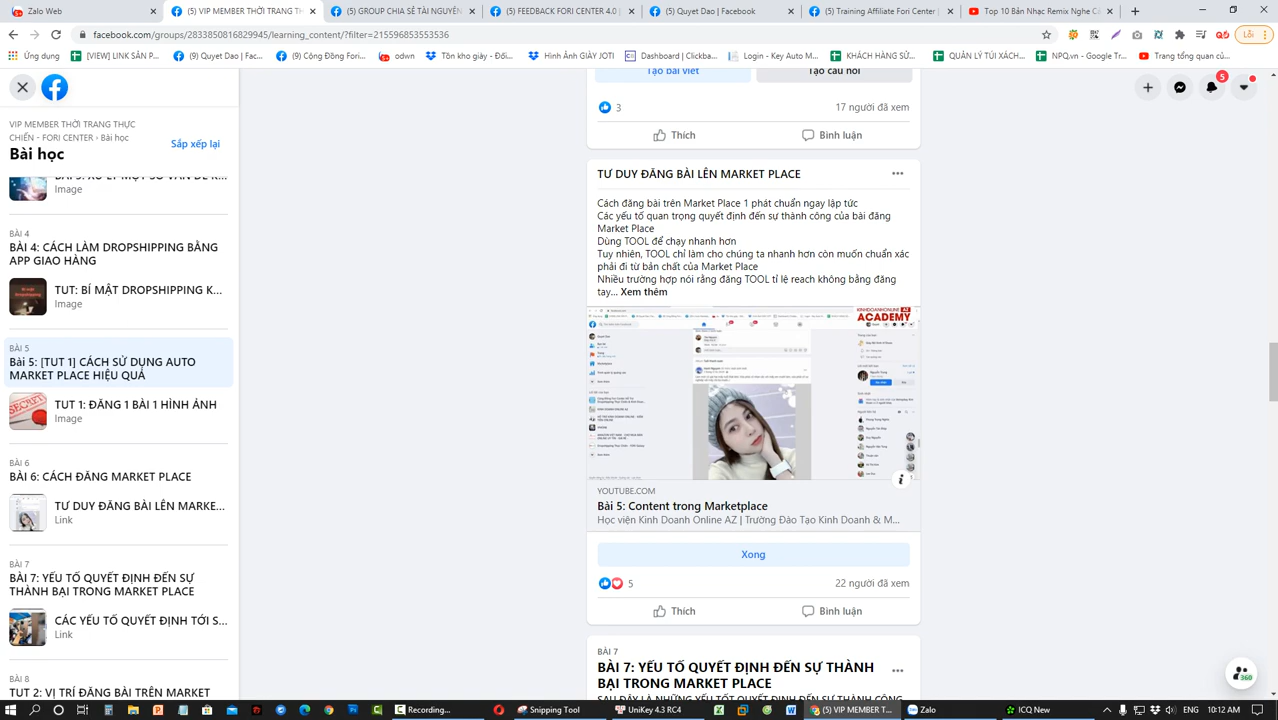 Zalo Web
(5) VIP MEMBER THỜI TRANG TH
(5) GROUP CHIA SẺ TÀI NGUYÊN
(5) FEEDBACK FORI CENTER 4.0 |
(5) Quyet Dao | Facebook
(5) Training Affiliate Fori Center |
Top 10 Bản Nhạc Remix Nghe Cả
facebook.com/groups/2833850816829945/learning_content/?filter=215596853553536
Lỗi
Ứng dụng
[VIEW] LINK SẢN P...
(9) Quyet Dao | Fac...
(9) Cộng Đồng Fori...
odwn
Tồn kho giày - Đối...
Hình Ảnh GIÀY JOTI
Dashboard | Clickba...
Login - Key Auto M...
KHÁCH HÀNG SỬ...
QUẢN LÝ TÚI XÁCH...
NPQ.vn - Google Tr...
Trang tổng quan củ...
VIP MEMBER THỜI TRANG THỰC
CHIẾN - FORI CENTER › Bài học
Bài học
Sắp xếp lại
Image
BÀI 4
BÀI 4: CÁCH LÀM DROPSHIPPING BẰNG
APP GIAO HÀNG
TUT: BÍ MẬT DROPSHIPPING K...
Image
BÀI 5
Bài 5: [TUT 1] CÁCH SỬ DỤNG AUTO
MARKET PLACE HIỆU QUẢ
TUT 1: ĐĂNG 1 BÀI 1 HÌNH ẢNH
Image
BÀI 6
BÀI 6: CÁCH ĐĂNG MARKET PLACE
TƯ DUY ĐĂNG BÀI LÊN MARKE...
Link
BÀI 7
BÀI 7: YẾU TỐ QUYẾT ĐỊNH ĐẾN SỰ
THÀNH BẠI TRONG MARKET PLACE
CÁC YẾU TỐ QUYẾT ĐỊNH TỚI S...
Link
BÀI 8
TUT 2: VỊ TRÍ ĐĂNG BÀI TRÊN MARKET
Tạo bài viết
Tạo câu hỏi
3
17 người đã xem
Thích
Bình luận
TƯ DUY ĐĂNG BÀI LÊN MARKET PLACE
Cách đăng bài trên Market Place 1 phát chuẩn ngay lập tức
Các yếu tố quan trọng quyết định đến sự thành công của bài đăng
Market Place
Dùng TOOL để chạy nhanh hơn
Tuy nhiên, TOOL chỉ làm cho chúng ta nhanh hơn còn muốn chuẩn xác
phải đi từ bản chất của Market Place
Nhiều trường hợp nói rằng đăng TOOL tỉ lệ reach không bằng đăng
tay... Xem thêm
KINHDOANHONLINE AZ
ACADEMY
YOUTUBE.COM
Bài 5: Content trong Marketplace
Học viện Kinh Doanh Online AZ | Trường Đào Tạo Kinh Doanh & M...
Xong
5
22 người đã xem
Thích
Bình luận
BÀI 7
BÀI 7: YẾU TỐ QUYẾT ĐỊNH ĐẾN SỰ THÀNH
BẠI TRONG MARKET PLACE
5
360
Recording...
Snipping Tool
UniKey 4.3 RC4
(5) VIP MEMBER T...
Zalo
ICQ New
ENG
10:12 AM